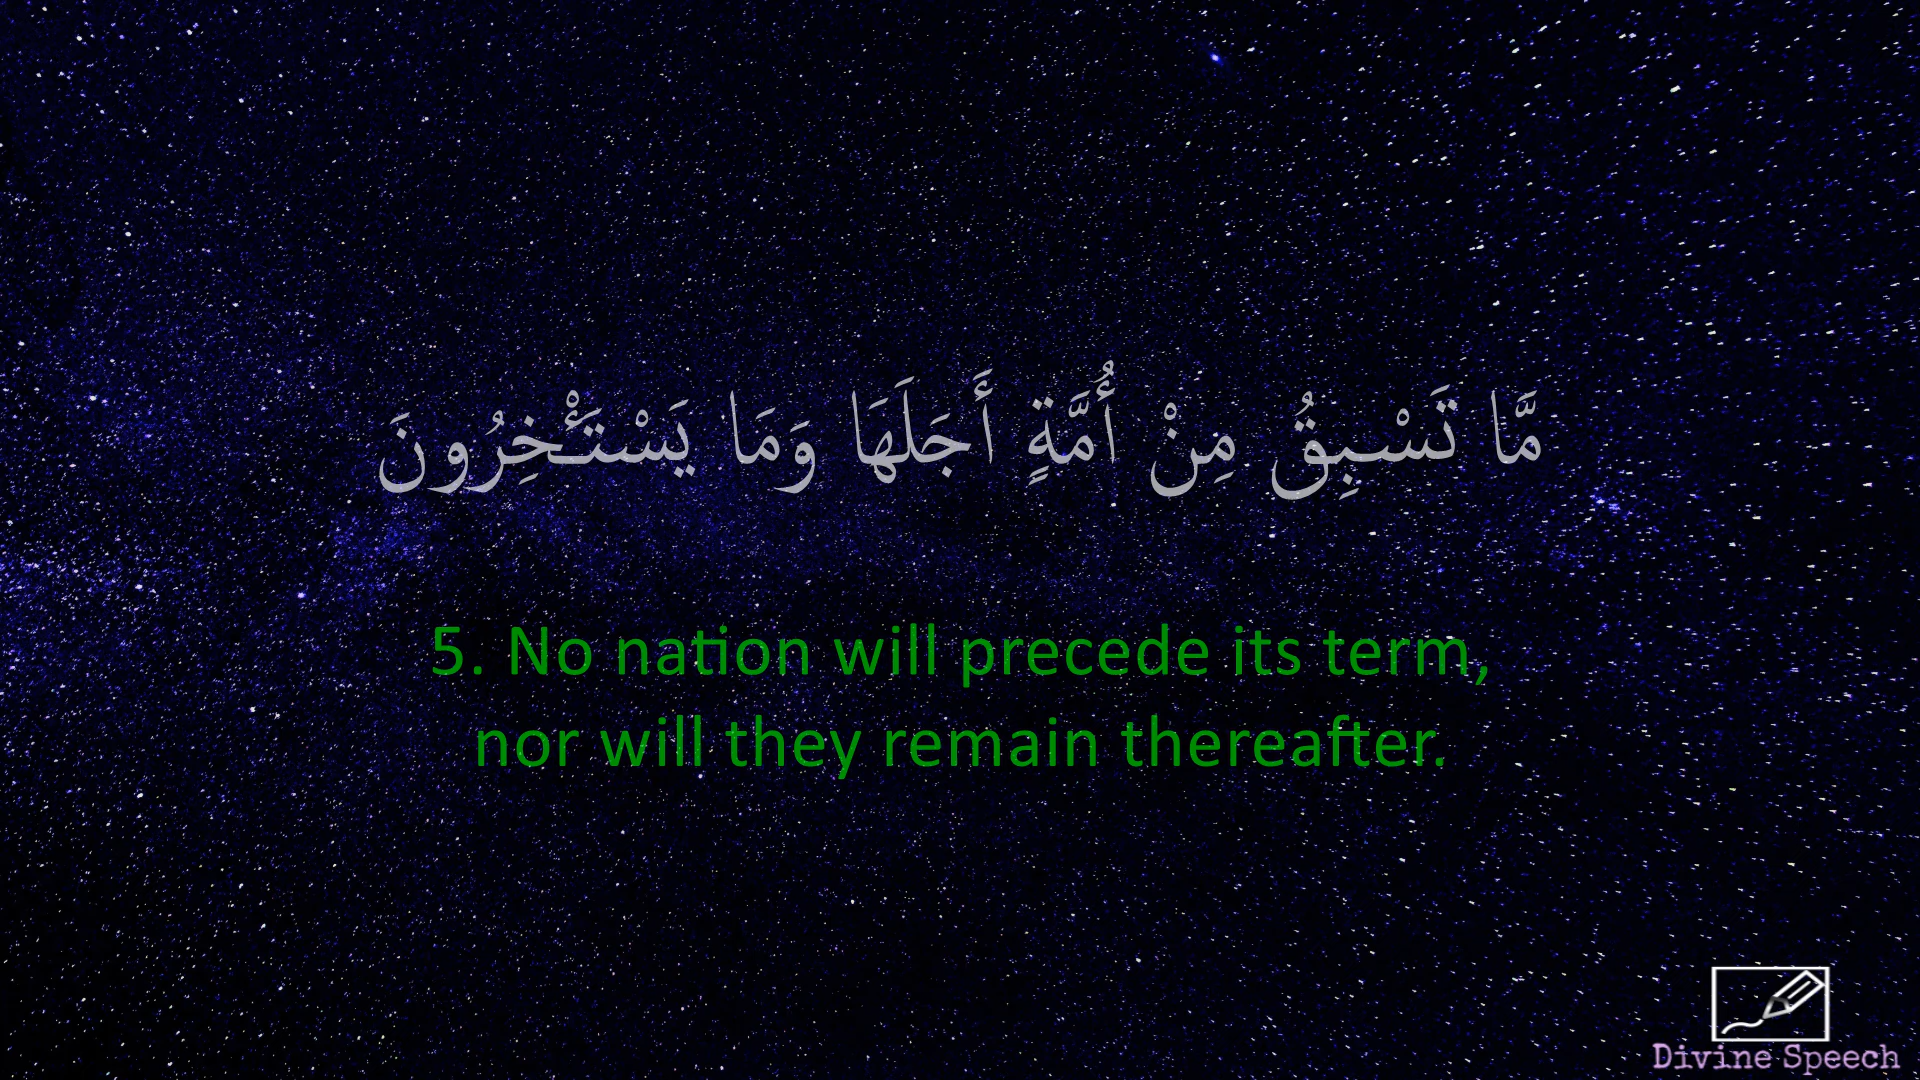 مَّا تَسْبِقُ مِنْ أُمَّةٍ أَجَلَهَا وَمَا يَسْتَـْٔخِرُونَ
5. No nation will precede its term,
nor will they remain thereafter.
Divine Speech